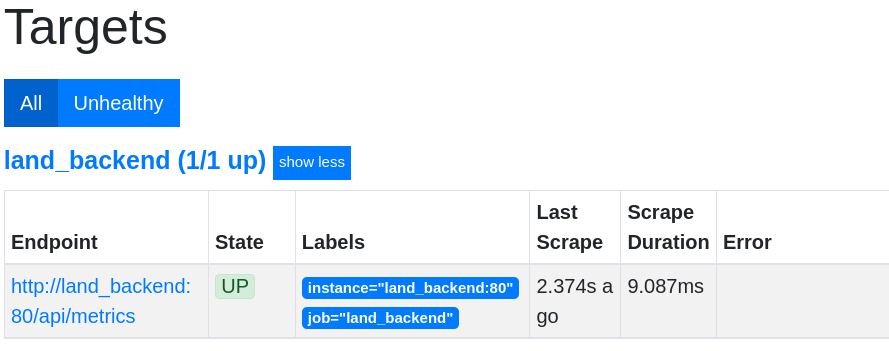 Targets
All Unhealthy
land_backend (1/1 up) show less
Last Scrape
Endpoint State Labels Scrape Duration Error
http://land_backend: UP instance="land_backend:80" 2.374s a 9.087ms
80/api/metrics job="land_backend" go